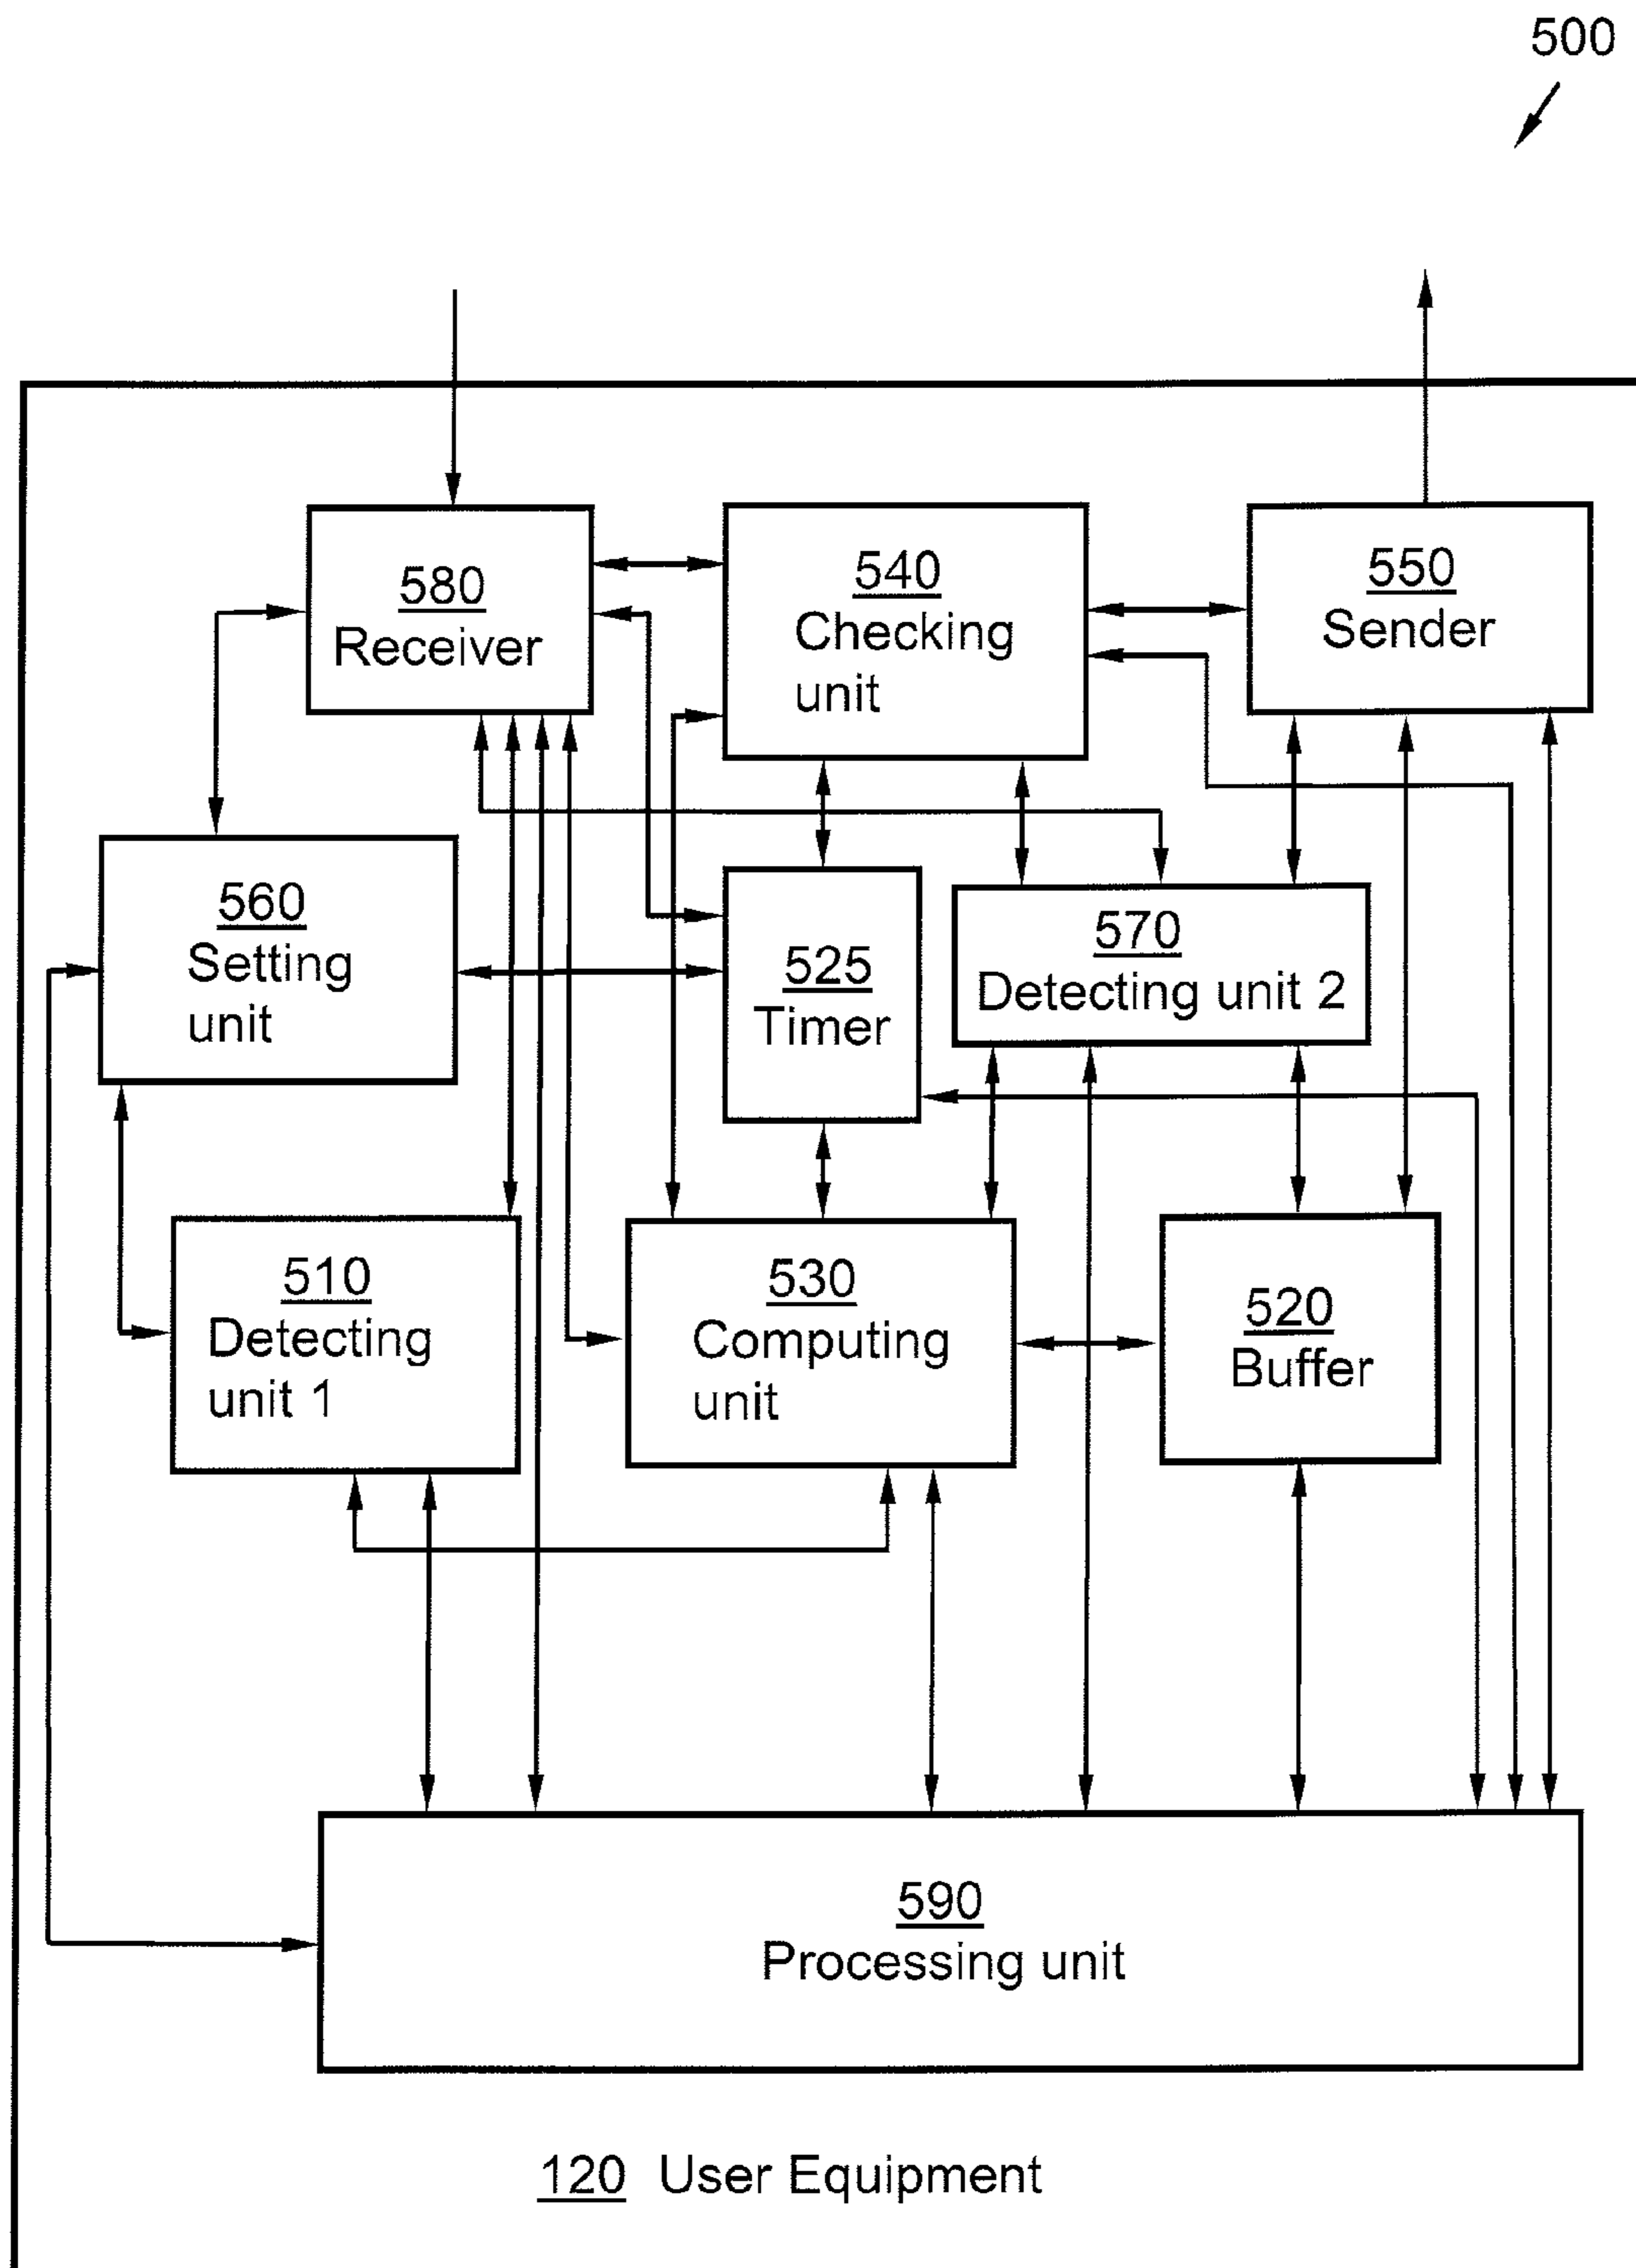 500
580
Receiver
540
Checking
unit
550
Sender
560
Setting
unit
525
Timer
570
Detecting unit 2
510
Detecting
unit 1
530
Computing
unit
520
Buffer
590
Processing unit
120 User Equipment